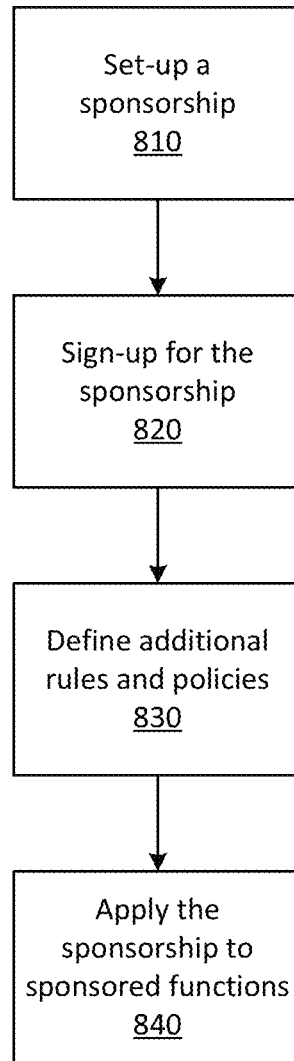 Set-up a
sponsorship
810
Sign-up for the
sponsorship
820
Define additional
rules and policies
830
Apply the
sponsorship to
sponsored functions
840